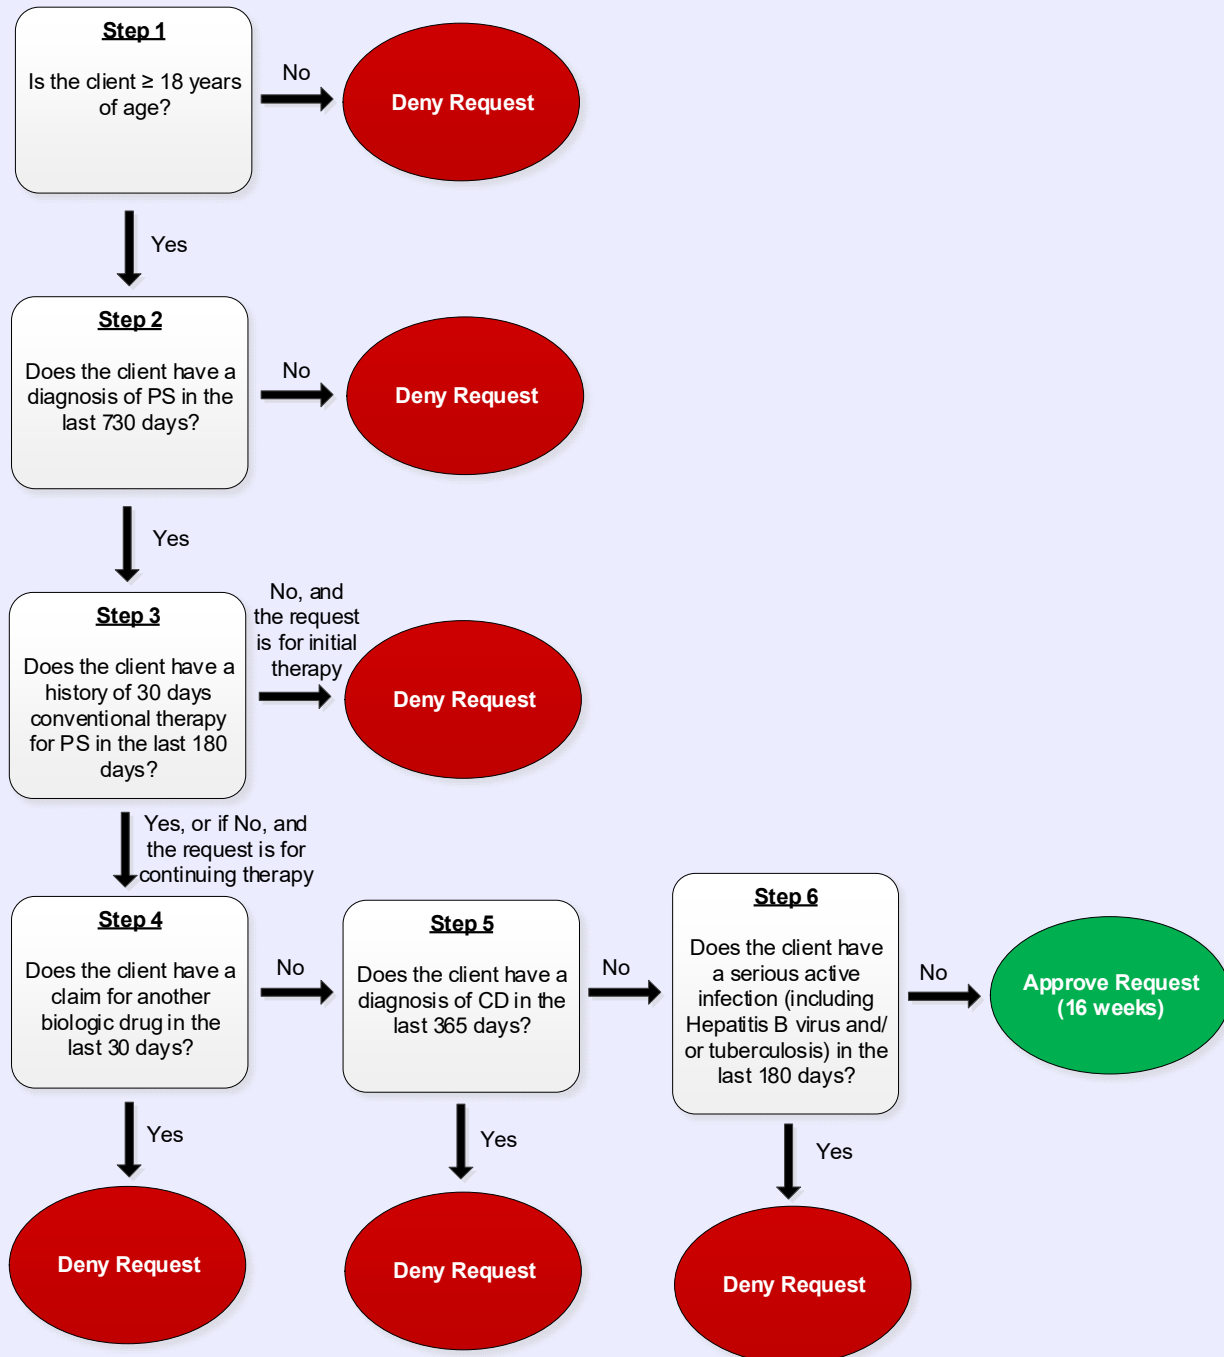 Step 1
Is the client ≥ 18 years
of age?
No
Deny Request
Yes
Step 2
Does the client have a
diagnosis of PS in the
last 730 days?
No
Deny Request
Yes
Step 3
Does the client have a
history of 30 days
conventional therapy
for PS in the last 180
days?
No, and
the request
is for initial
therapy
Deny Request
Yes, or if No, and
the request is for
continuing therapy
Step 4
Does the client have a
claim for another
biologic drug in the
last 30 days?
No
Step 5
Does the client have a
diagnosis of CD in the
last 365 days?
No
Step 6
Does the client have
a serious active
infection (including
Hepatitis B virus and/
or tuberculosis) in the
last 180 days?
No
Approve Request
(16 weeks)
Yes
Deny Request
Yes
Deny Request
Yes
Deny Request